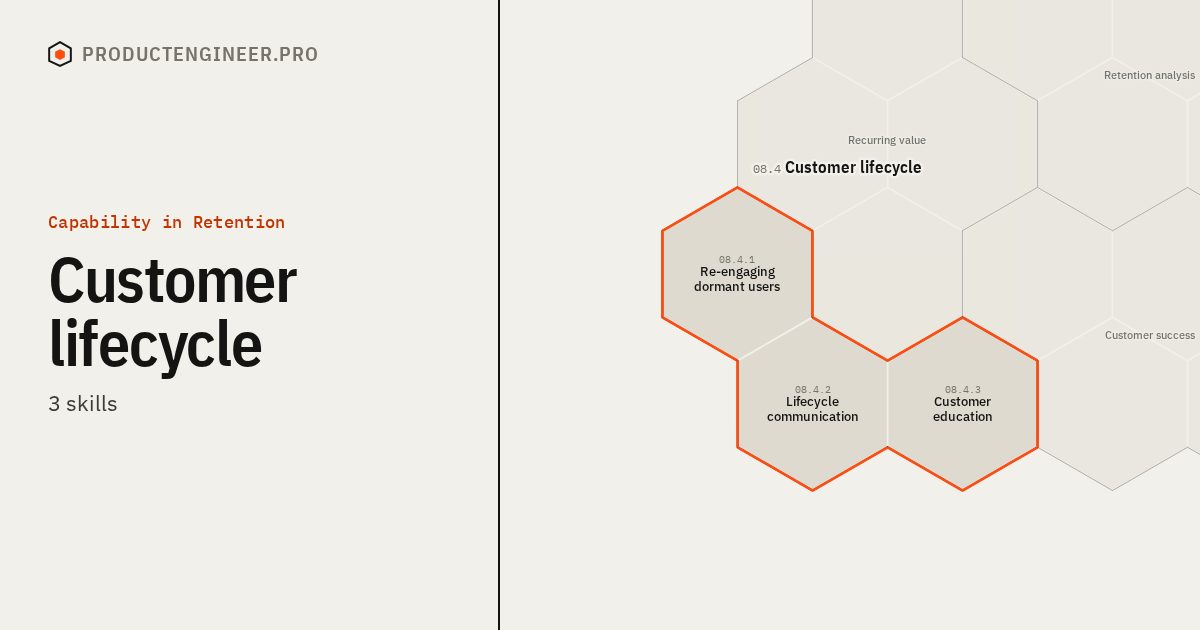 PRODUCTENGINEER.PRO
Capability in Retention
Customer
lifecycle
3 skills
Retention analysis
Recurring value
08.4 Customer lifecycle
08.4.1
Re-engaging
dormant users
Customer success
08.4.2
Lifecycle
communication
08.4.3
Customer
education